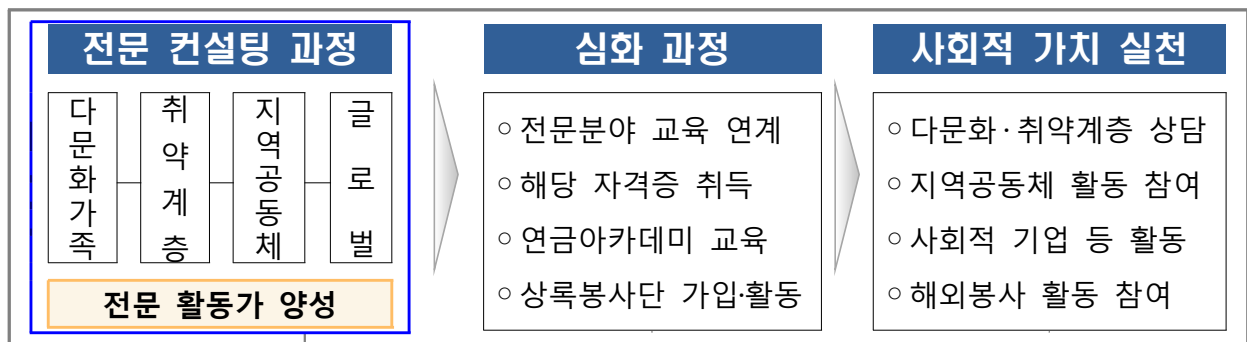 전문 컨설팅 과정
다문화가족
취약계층
지역공동체
글로벌
전문 활동가 양성
심화 과정
○ 전문분야 교육 연계
○ 해당 자격증 취득
○ 연금아카데미 교육
○ 상록봉사단 가입·활동
사회적 가치 실천
○ 다문화·취약계층 상담
○ 지역공동체 활동 참여
○ 사회적 기업 등 활동
○ 해외봉사 활동 참여